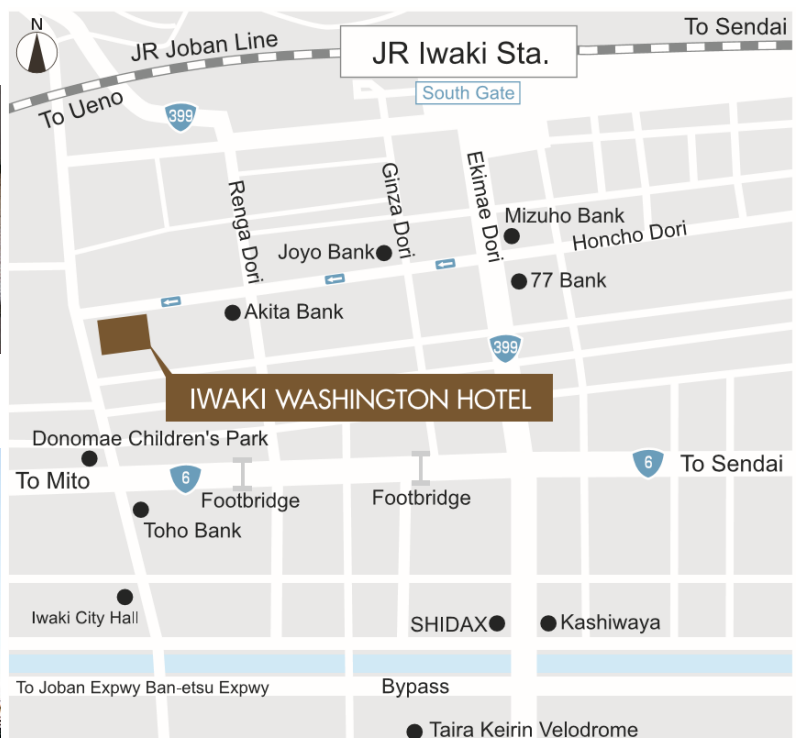 N
To Sendai
JR Joban Line
JR Iwaki Sta.
To Ueno
South Gate
399
Renga Dori
Ginza Dori
Ekimae Dori
Mizuho Bank
Honcho Dori
Joyo Bank
77 Bank
Akita Bank
399
IWAKI WASHINGTON HOTEL
Donomae Children's Park
To Mito
6
Footbridge
Footbridge
6
To Sendai
Toho Bank
Iwaki City Hall
SHIDAX
Kashiwaya
To Joban Expwy Ban-etsu Expwy
Bypass
Taira Keirin Velodrome